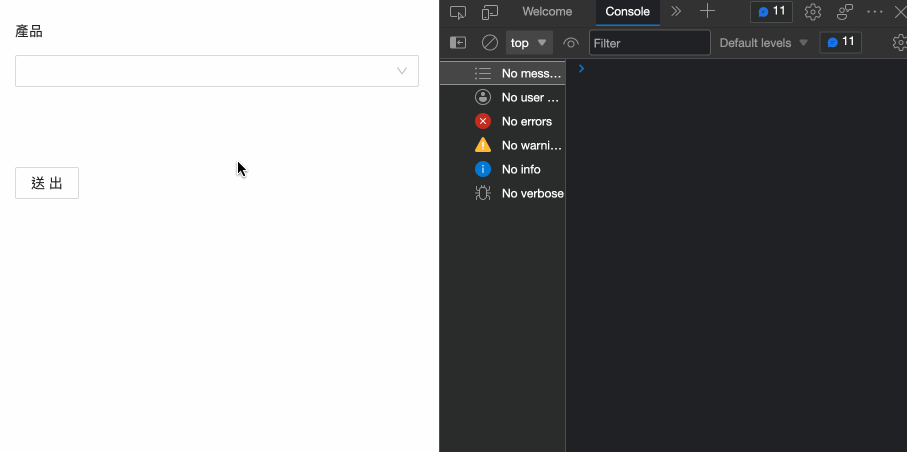 產品
送出
Welcome
Console
11
top
Filter
Default levels
11
No mess...
No user ...
No errors
No warni...
No info
No verbose